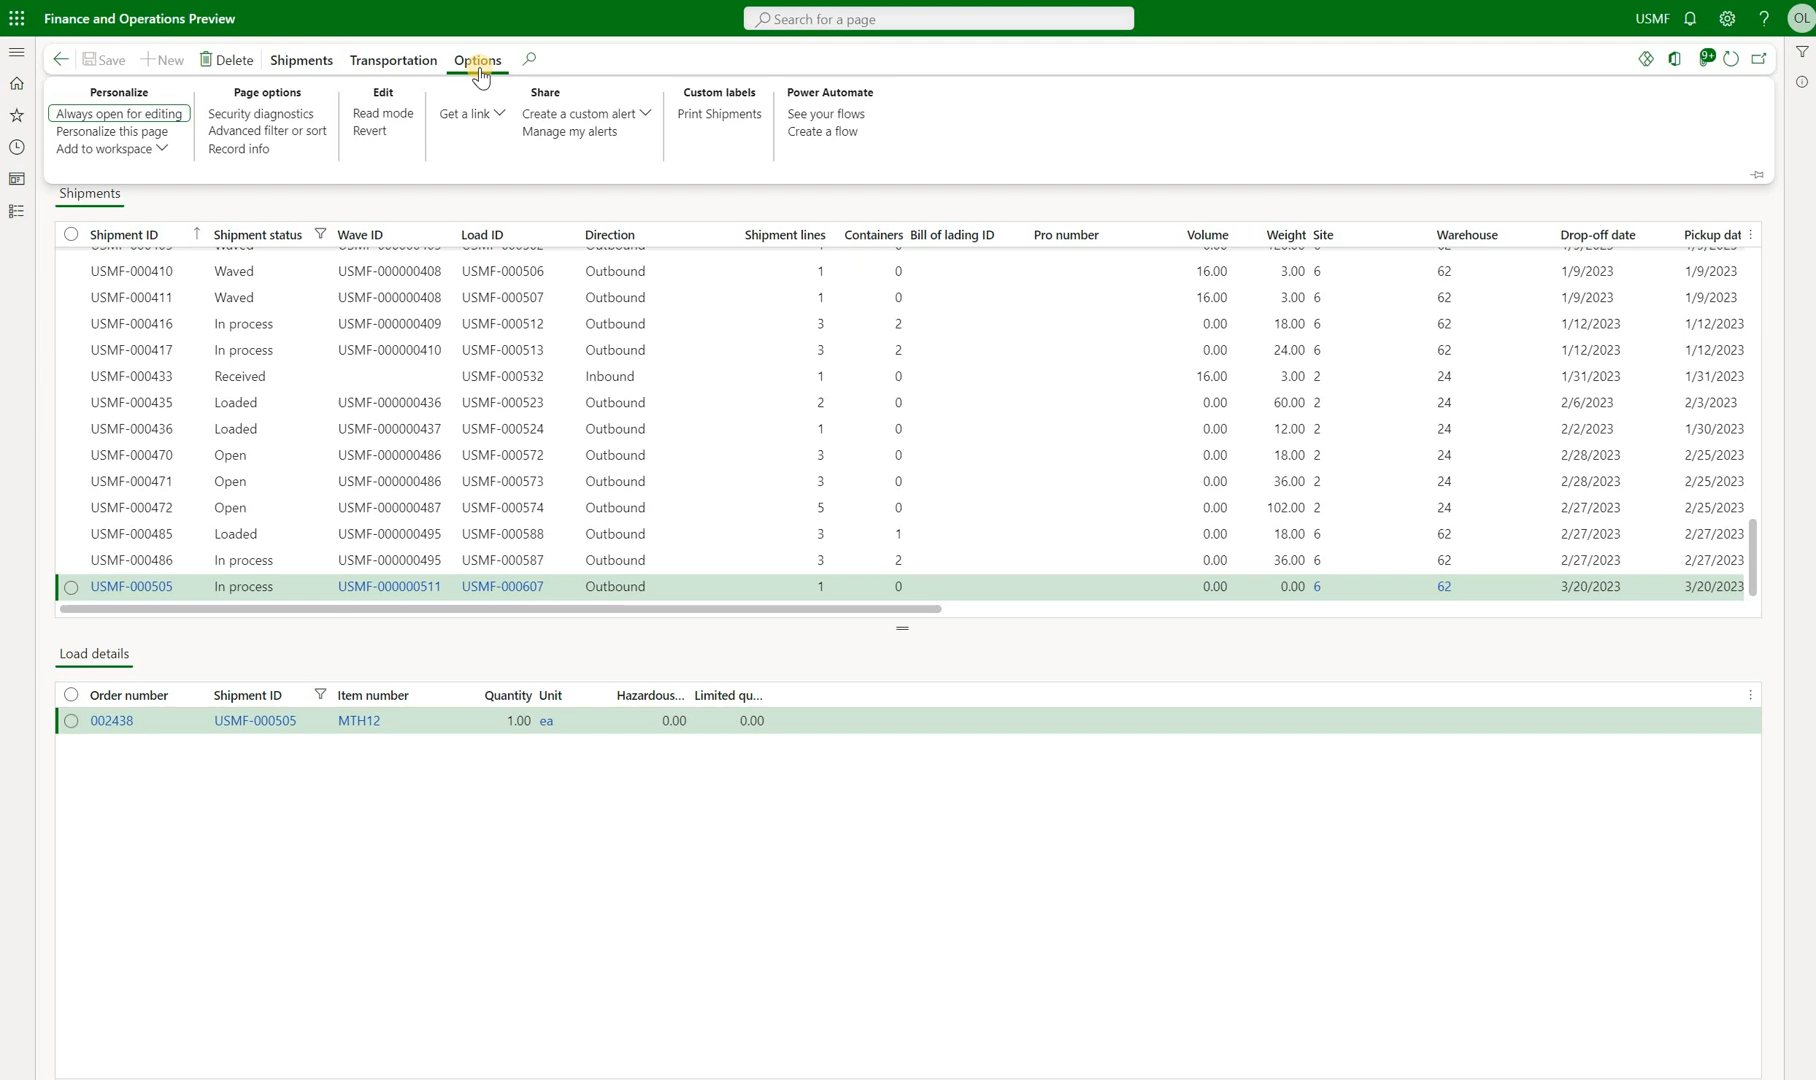 Finance and Operations Preview Search for a page USMF OL
Save New Delete Shipments Transportation Options 9+
Personalize Page options Edit Share Custom labels Power Automate
Always open for editing Security diagnostics Read mode Get a link Create a custom alert Print Shipments See your flows
Personalize this page Advanced filter or sort Revert Manage my alerts Create a flow
Add to workspace Record info
Shipments
Shipment ID Shipment status Wave ID Load ID Direction Shipment lines Containers Bill of lading ID Pro number Volume Weight Site Warehouse Drop-off date Pickup dat
USMF-000410 Waved USMF-000000408 USMF-000506 Outbound 1 0 16.00 3.00 6 62 1/9/2023 1/9/2023
USMF-000411 Waved USMF-000000408 USMF-000507 Outbound 1 0 16.00 3.00 6 62 1/9/2023 1/9/2023
USMF-000416 In process USMF-000000409 USMF-000512 Outbound 3 2 0.00 18.00 6 62 1/12/2023 1/12/2023
USMF-000417 In process USMF-000000410 USMF-000513 Outbound 3 2 0.00 24.00 6 62 1/12/2023 1/12/2023
USMF-000433 Received USMF-000532 Inbound 1 0 16.00 3.00 2 24 1/31/2023 1/31/2023
USMF-000435 Loaded USMF-000000436 USMF-000523 Outbound 2 0 0.00 60.00 2 24 2/6/2023 2/3/2023
USMF-000436 Loaded USMF-000000437 USMF-000524 Outbound 1 0 0.00 12.00 2 24 2/2/2023 1/30/2023
USMF-000470 Open USMF-000000486 USMF-000572 Outbound 3 0 0.00 18.00 2 24 2/28/2023 2/25/2023
USMF-000471 Open USMF-000000486 USMF-000573 Outbound 3 0 0.00 36.00 2 24 2/28/2023 2/25/2023
USMF-000472 Open USMF-000000487 USMF-000574 Outbound 5 0 0.00 102.00 2 24 2/27/2023 2/25/2023
USMF-000485 Loaded USMF-000000495 USMF-000588 Outbound 3 1 0.00 18.00 6 62 2/27/2023 2/27/2023
USMF-000486 In process USMF-000000495 USMF-000587 Outbound 3 2 0.00 36.00 6 62 2/27/2023 2/27/2023
USMF-000505 In process USMF-000000511 USMF-000607 Outbound 1 0 0.00 0.00 6 62 3/20/2023 3/20/2023
Load details
Order number Shipment ID Item number Quantity Unit Hazardous... Limited qu...
002438 USMF-000505 MTH12 1.00 ea 0.00 0.00